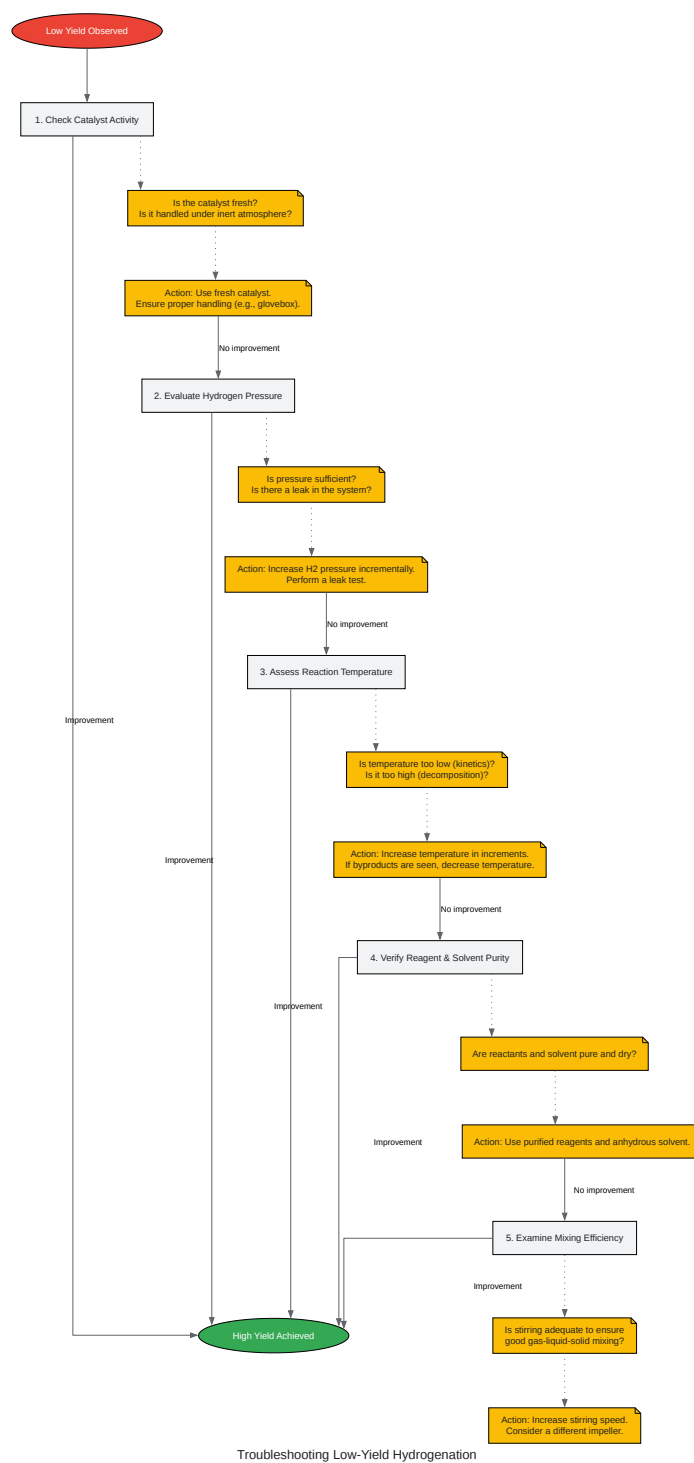 Low Yield Observed
1. Check Catalyst Activity
Is the catalyst fresh?
Is it handled under inert atmosphere?
Action: Use fresh catalyst.
Ensure proper handling (e.g., glovebox).
No improvement
2. Evaluate Hydrogen Pressure
Is pressure sufficient?
Is there a leak in the system?
Action: Increase H2 pressure incrementally.
Perform a leak test.
No improvement
3. Assess Reaction Temperature
Improvement
Is temperature too low (kinetics)?
Is it too high (decomposition)?
Action: Increase temperature in increments.
If byproducts are seen, decrease temperature.
Improvement
No improvement
4. Verify Reagent & Solvent Purity
Improvement
Are reactants and solvent pure and dry?
Improvement
Action: Use purified reagents and anhydrous solvent.
No improvement
5. Examine Mixing Efficiency
Improvement
Is stirring adequate to ensure
good gas-liquid-solid mixing?
High Yield Achieved
Action: Increase stirring speed.
Consider a different impeller.
Troubleshooting Low-Yield Hydrogenation